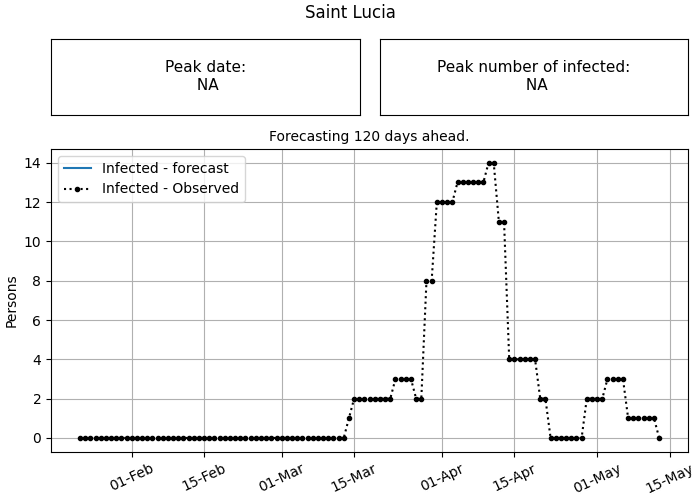 Saint Lucia
Peak date:
NA
Peak number of infected:
NA
Forecasting 120 days ahead.
Infected - forecast
Infected - Observed
Persons
14
12
10
8
6
4
2
0
01-Feb
15-Feb
01-Mar
15-Mar
01-Apr
15-Apr
01-May
15-May